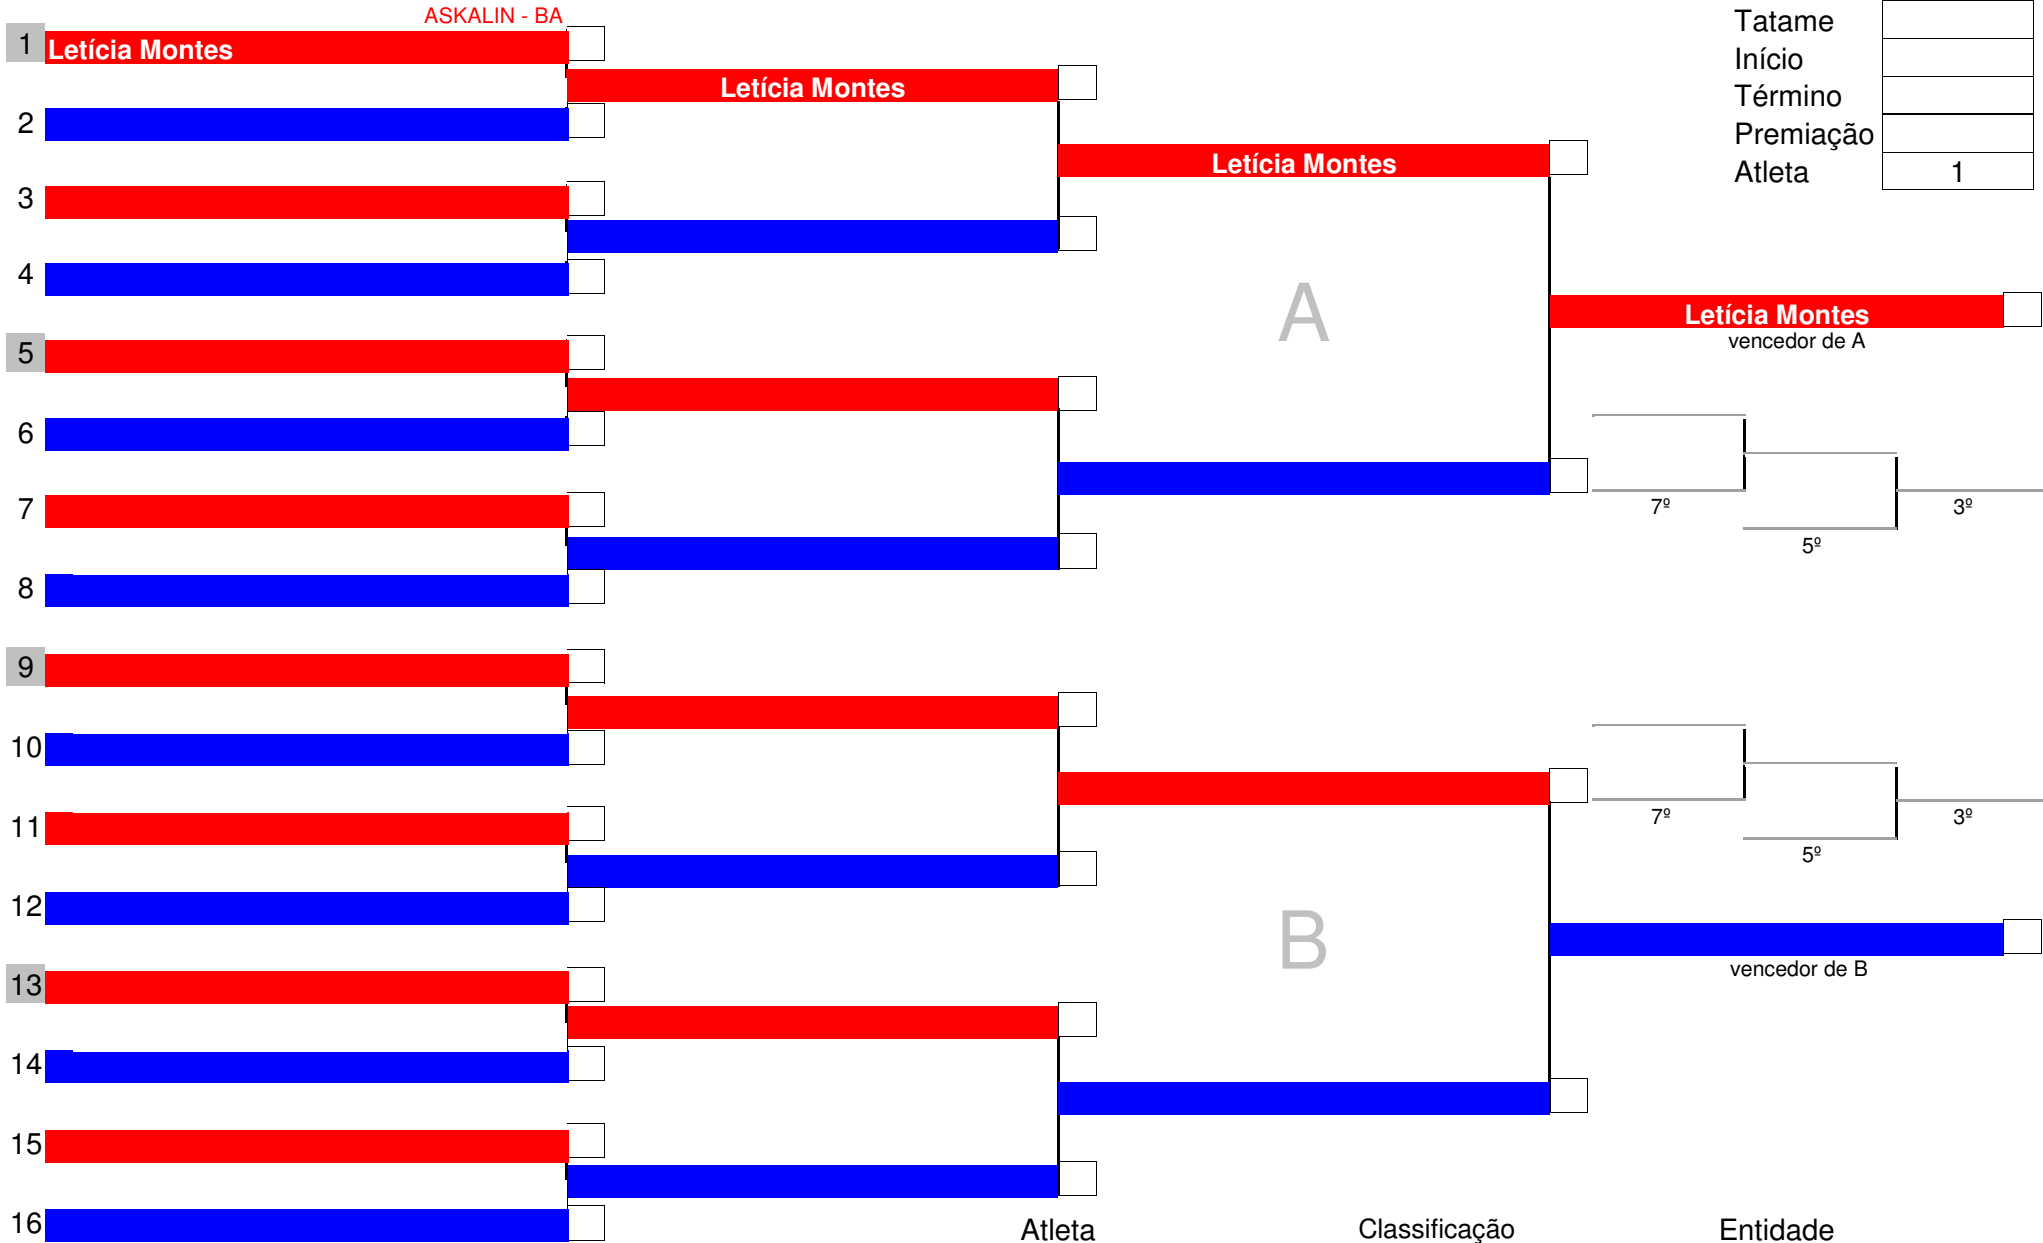 ASKALIN - BA
1 Letícia Montes
Letícia Montes
2
Letícia Montes
3
4
Letícia Montes
vencedor de A
5
6
7
8
A
7º
5º
3º
9
10
11
12
7º
5º
3º
B
13
vencedor de B
14
15
16
Tatame
Início
Término
Premiação
Atleta 1
Atleta Classificação Entidade